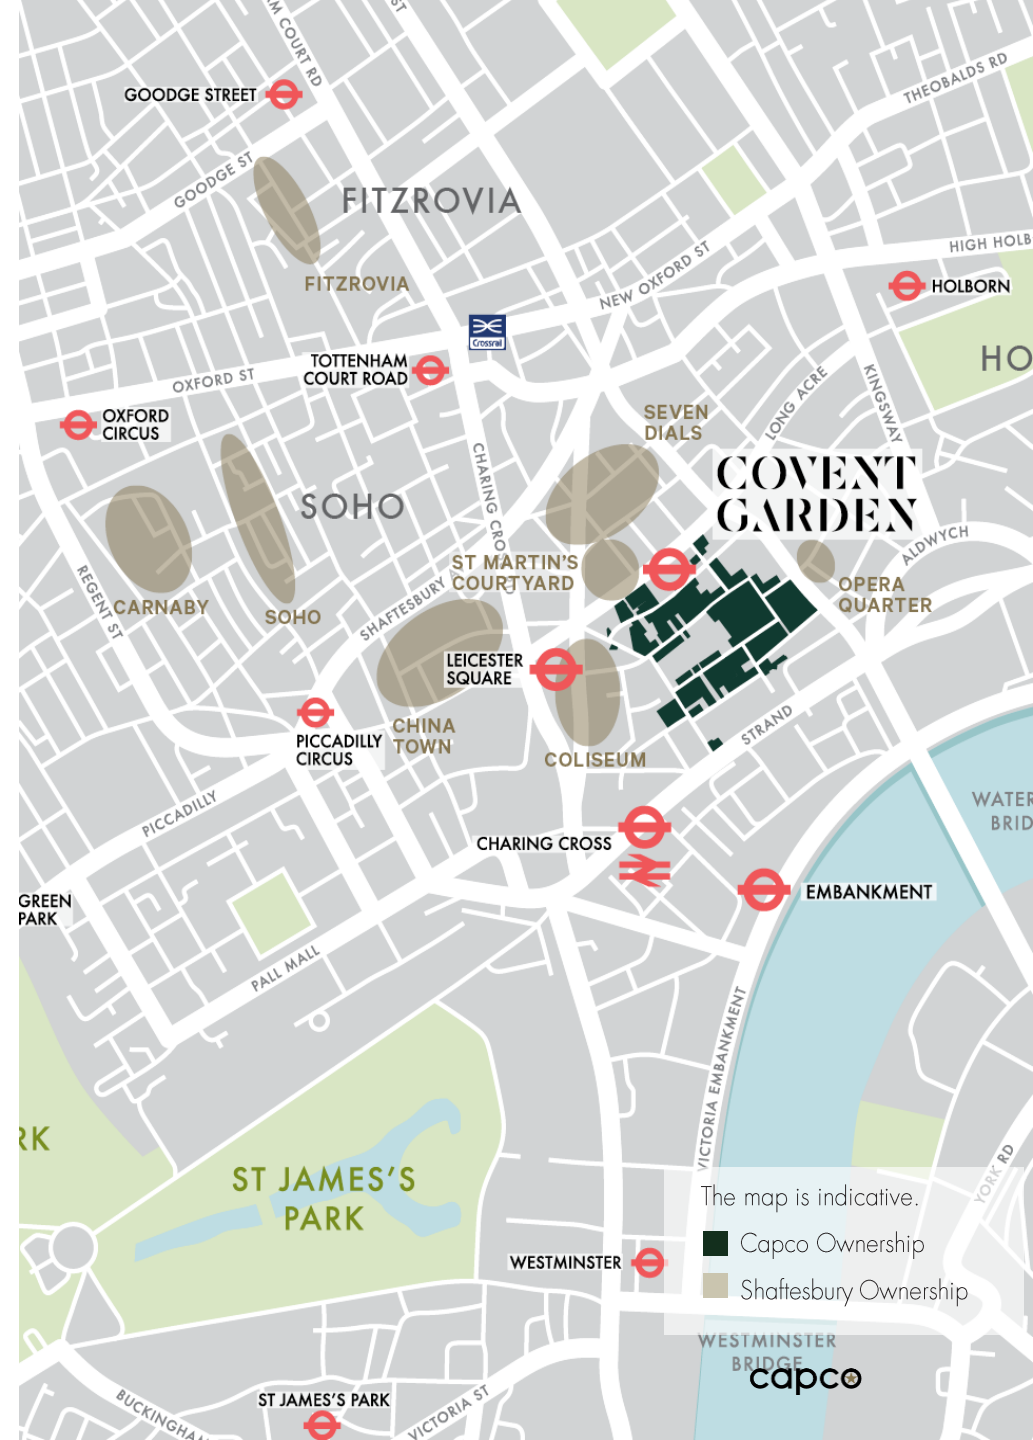 M COURT RD
ST
THEOBALDS RD
GOODGE STREET
GOODGE ST
FITZROVIA
FITZROVIA
HIGH HOLB
NEW OXFORD ST
HOLBORN
Crossrail
TOTTENHAM
COURT ROAD
HO
OXFORD ST
OXFORD
CIRCUS
LONG ACRE
KINGSWAY
SEVEN
DIALS
COVENT
GARDEN
SOHO
CHARING CRO
D
ALDWYCH
ST MARTIN'S
COURTYARD
OPERA
QUARTER
REGENT ST
CARNABY
SOHO
SHAFTESBURY A
LEICESTER
SQUARE
PICCADILLY
CIRCUS
CHINA
TOWN
COLISEUM
STRAND
PICCADILLY
WATER
BRID
CHARING CROSS
GREEN
PARK
EMBANKMENT
PALL MALL
VICTORIA EMBANKMENT
RK
ST JAMES'S
PARK
YORK RD
The map is indicative.
Capco Ownership
Shaftesbury Ownership
WESTMINSTER
WESTMINSTER
BRIDGE
capco
ST JAMES'S PARK
BUCKINGHAM
VICTORIA ST